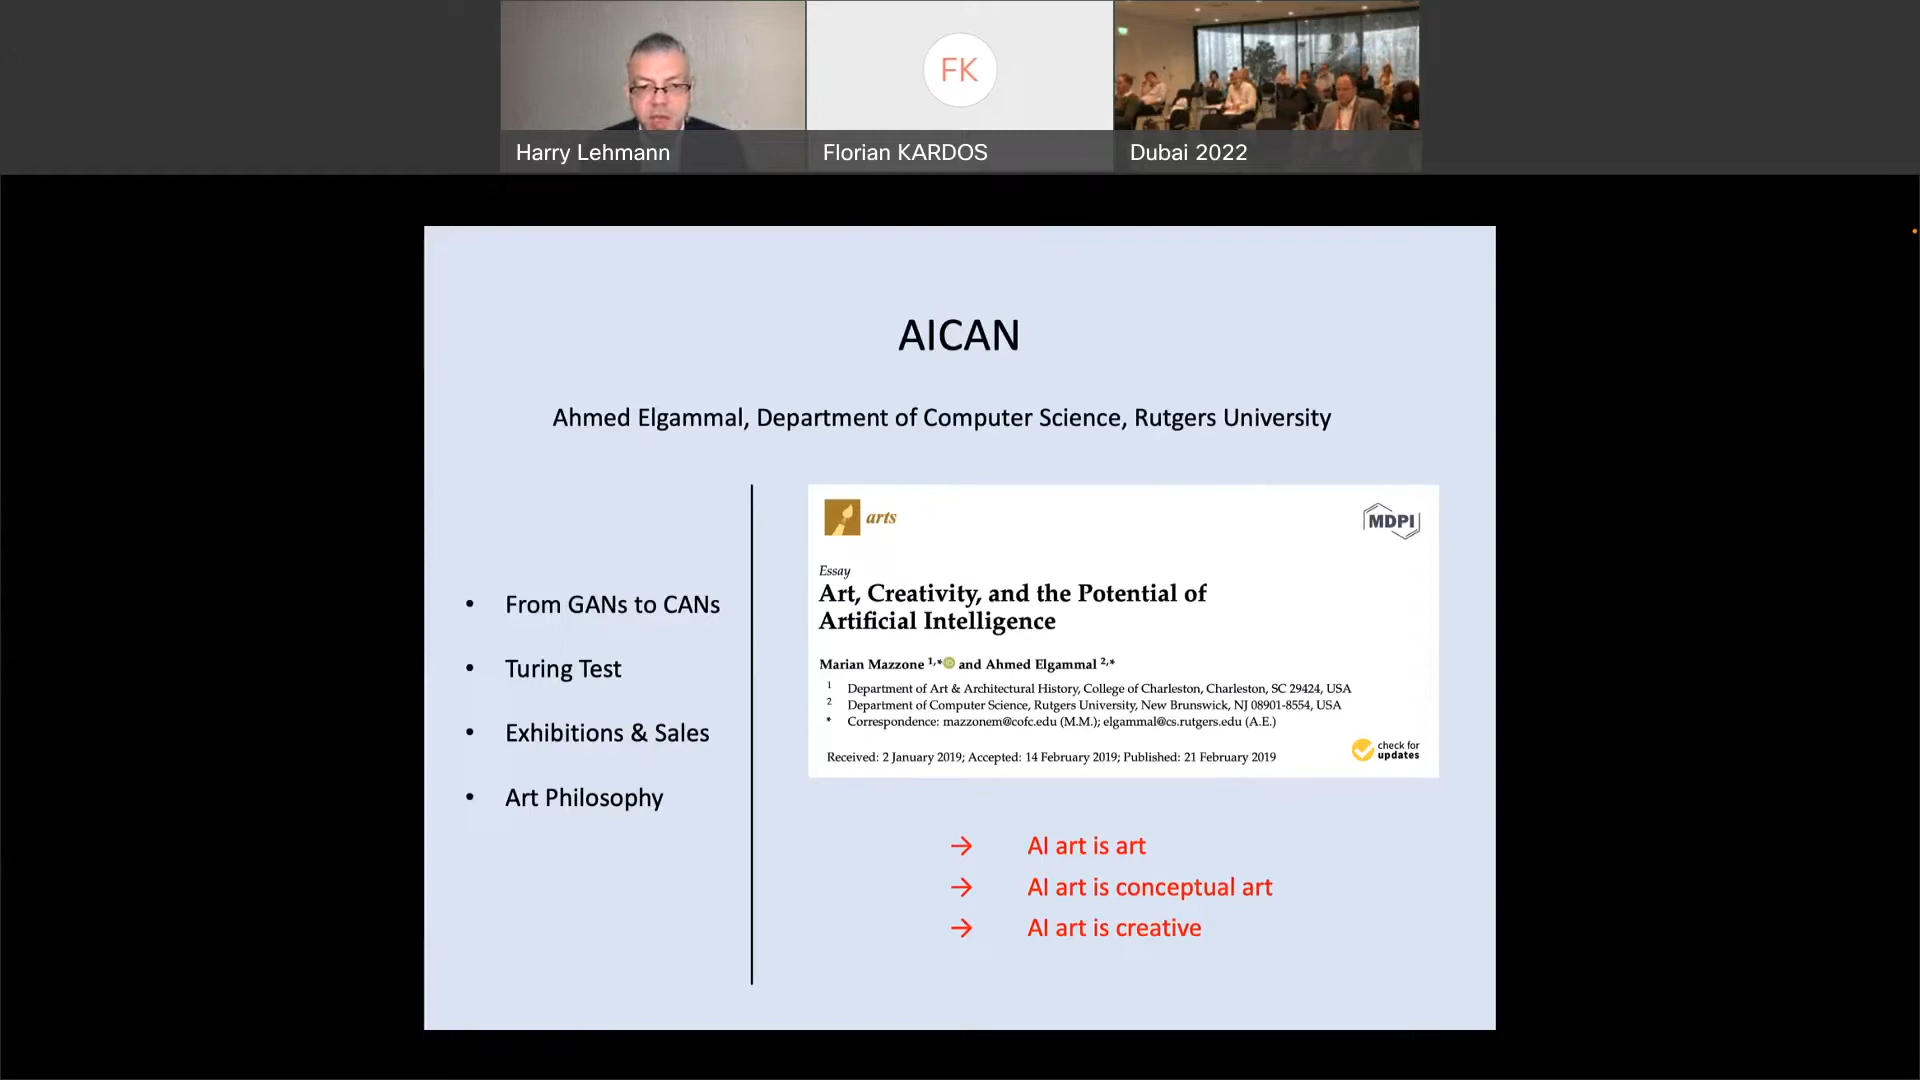 FK
Harry Lehmann
Florian KARDOS
Dubai 2022
AICAN
Ahmed Elgammal, Department of Computer Science, Rutgers University
• From GANs to CANs
• Turing Test
• Exhibitions & Sales
• Art Philosophy
arts
MDPI
Essay
Art, Creativity, and the Potential of
Artificial Intelligence
Marian Mazzone 1,* and Ahmed Elgammal 2,*
1 Department of Art & Architectural History, College of Charleston, Charleston, SC 29424, USA
2 Department of Computer Science, Rutgers University, New Brunswick, NJ 08901-8554, USA
* Correspondence: mazzonem@cofc.edu (M.M.); elgammal@cs.rutgers.edu (A.E.)
Received: 2 January 2019; Accepted: 14 February 2019; Published: 21 February 2019
check for
updates
→ AI art is art
→ AI art is conceptual art
→ AI art is creative